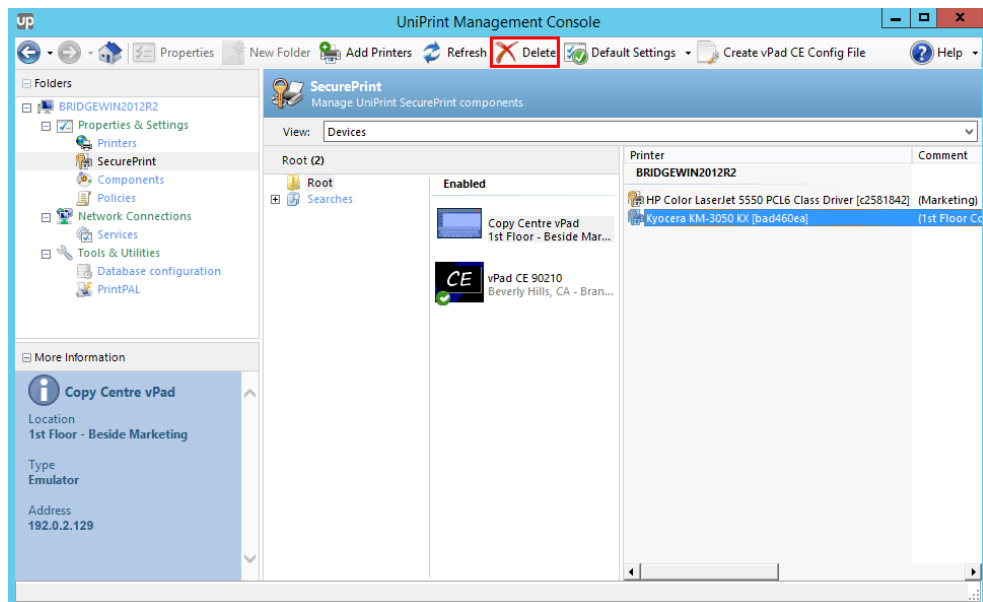 UP
UniPrint Management Console
Properties New Folder Add Printers Refresh Delete Default Settings Create vPad CE Config File Help
Folders
BRIDGEWIN2012R2
Properties & Settings
Printers
SecurePrint
Components
Policies
Network Connections
Services
Tools & Utilities
Database configuration
PrintPAL
More Information
Copy Centre vPad
Location
1st Floor - Beside Marketing
Type
Emulator
Address
192.0.2.129
SecurePrint
Manage UniPrint SecurePrint components
View: Devices
Root (2)
Root
Searches
Enabled
Copy Centre vPad
1st Floor - Beside Mar...
CE
vPad CE 90210
Beverly Hills, CA - Bran...
Printer Comment
BRIDGEWIN2012R2
HP Color LaserJet 5550 PCL6 Class Driver [c2581842] (Marketing)
Kyocera KM-3050 KX [bad460ea] (1st Floor Cc